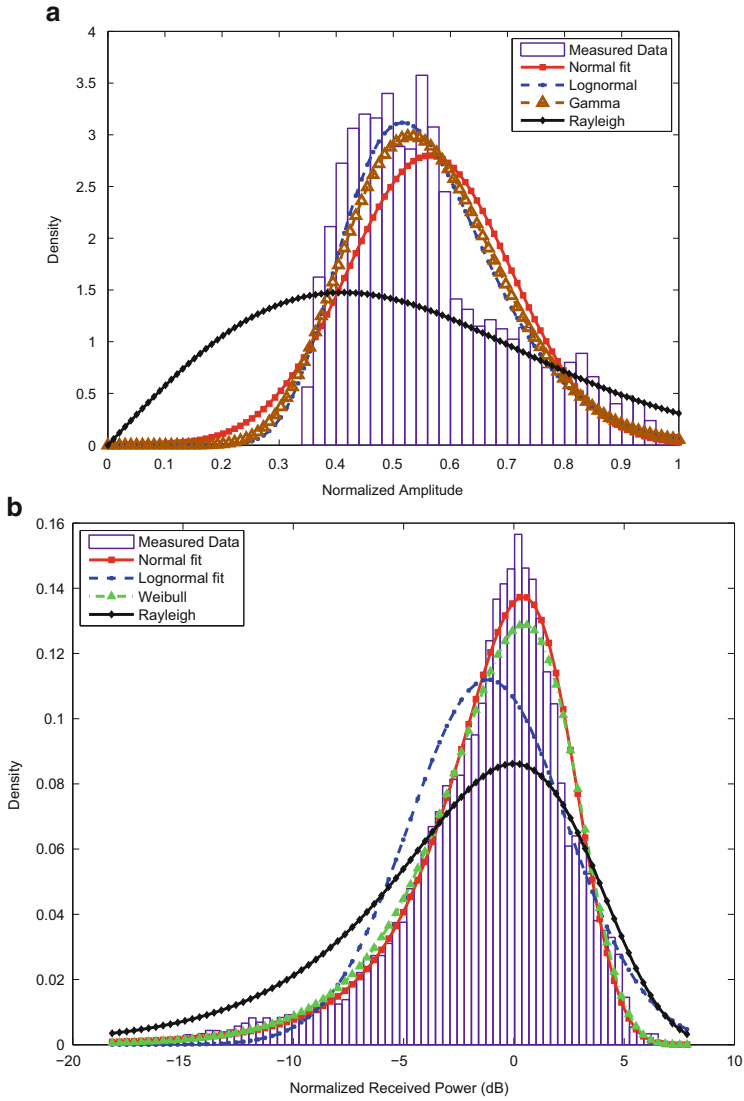 a
4
3.5
3
2.5
2
1.5
1
0.5
0
Density
Measured Data
Normal fit
Lognormal
Gamma
Rayleigh
0 0.1 0.2 0.3 0.4 0.5 0.6 0.7 0.8 0.9 1
Normalized Amplitude
b
0.16
0.14
0.12
0.1
0.08
0.06
0.04
0.02
0
Density
Measured Data
Normal fit
Lognormal fit
Weibull
Rayleigh
−20 −15 −10 −5 0 5 10
Normalized Received Power (dB)